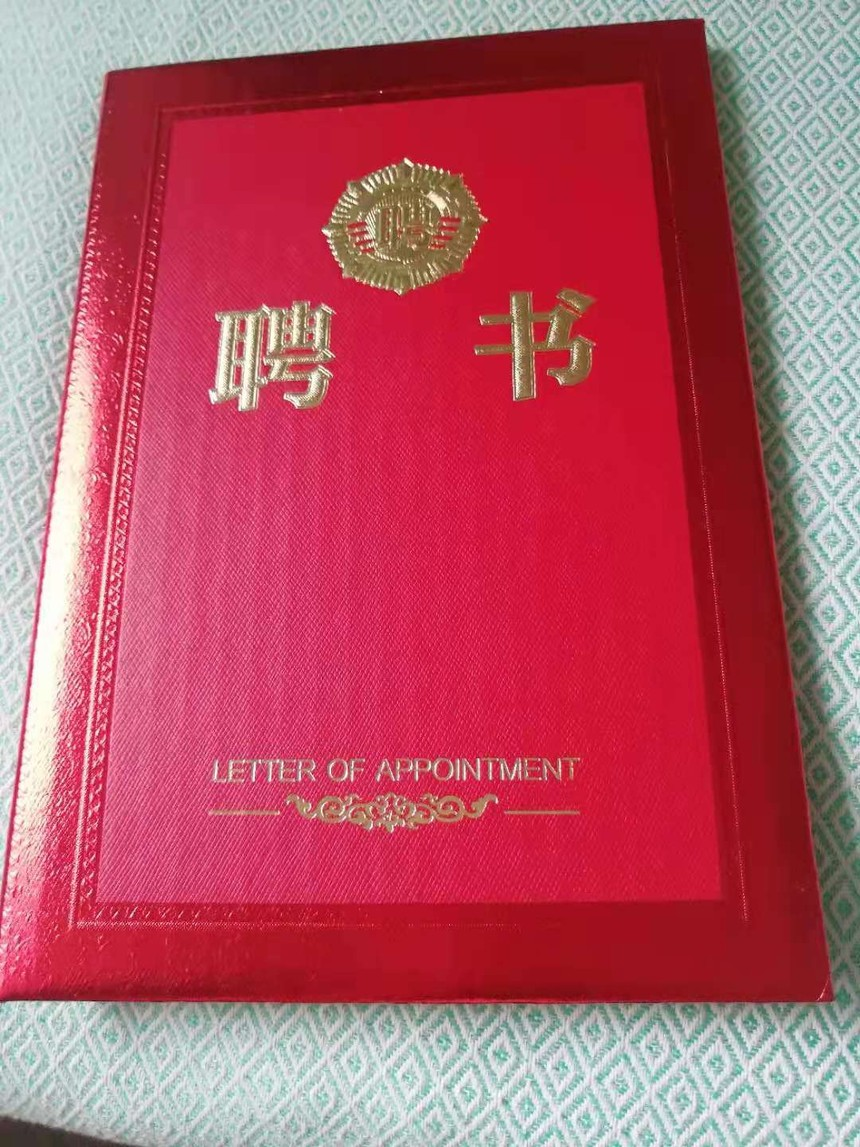 聘
聘书
LETTER OF APPOINTMENT